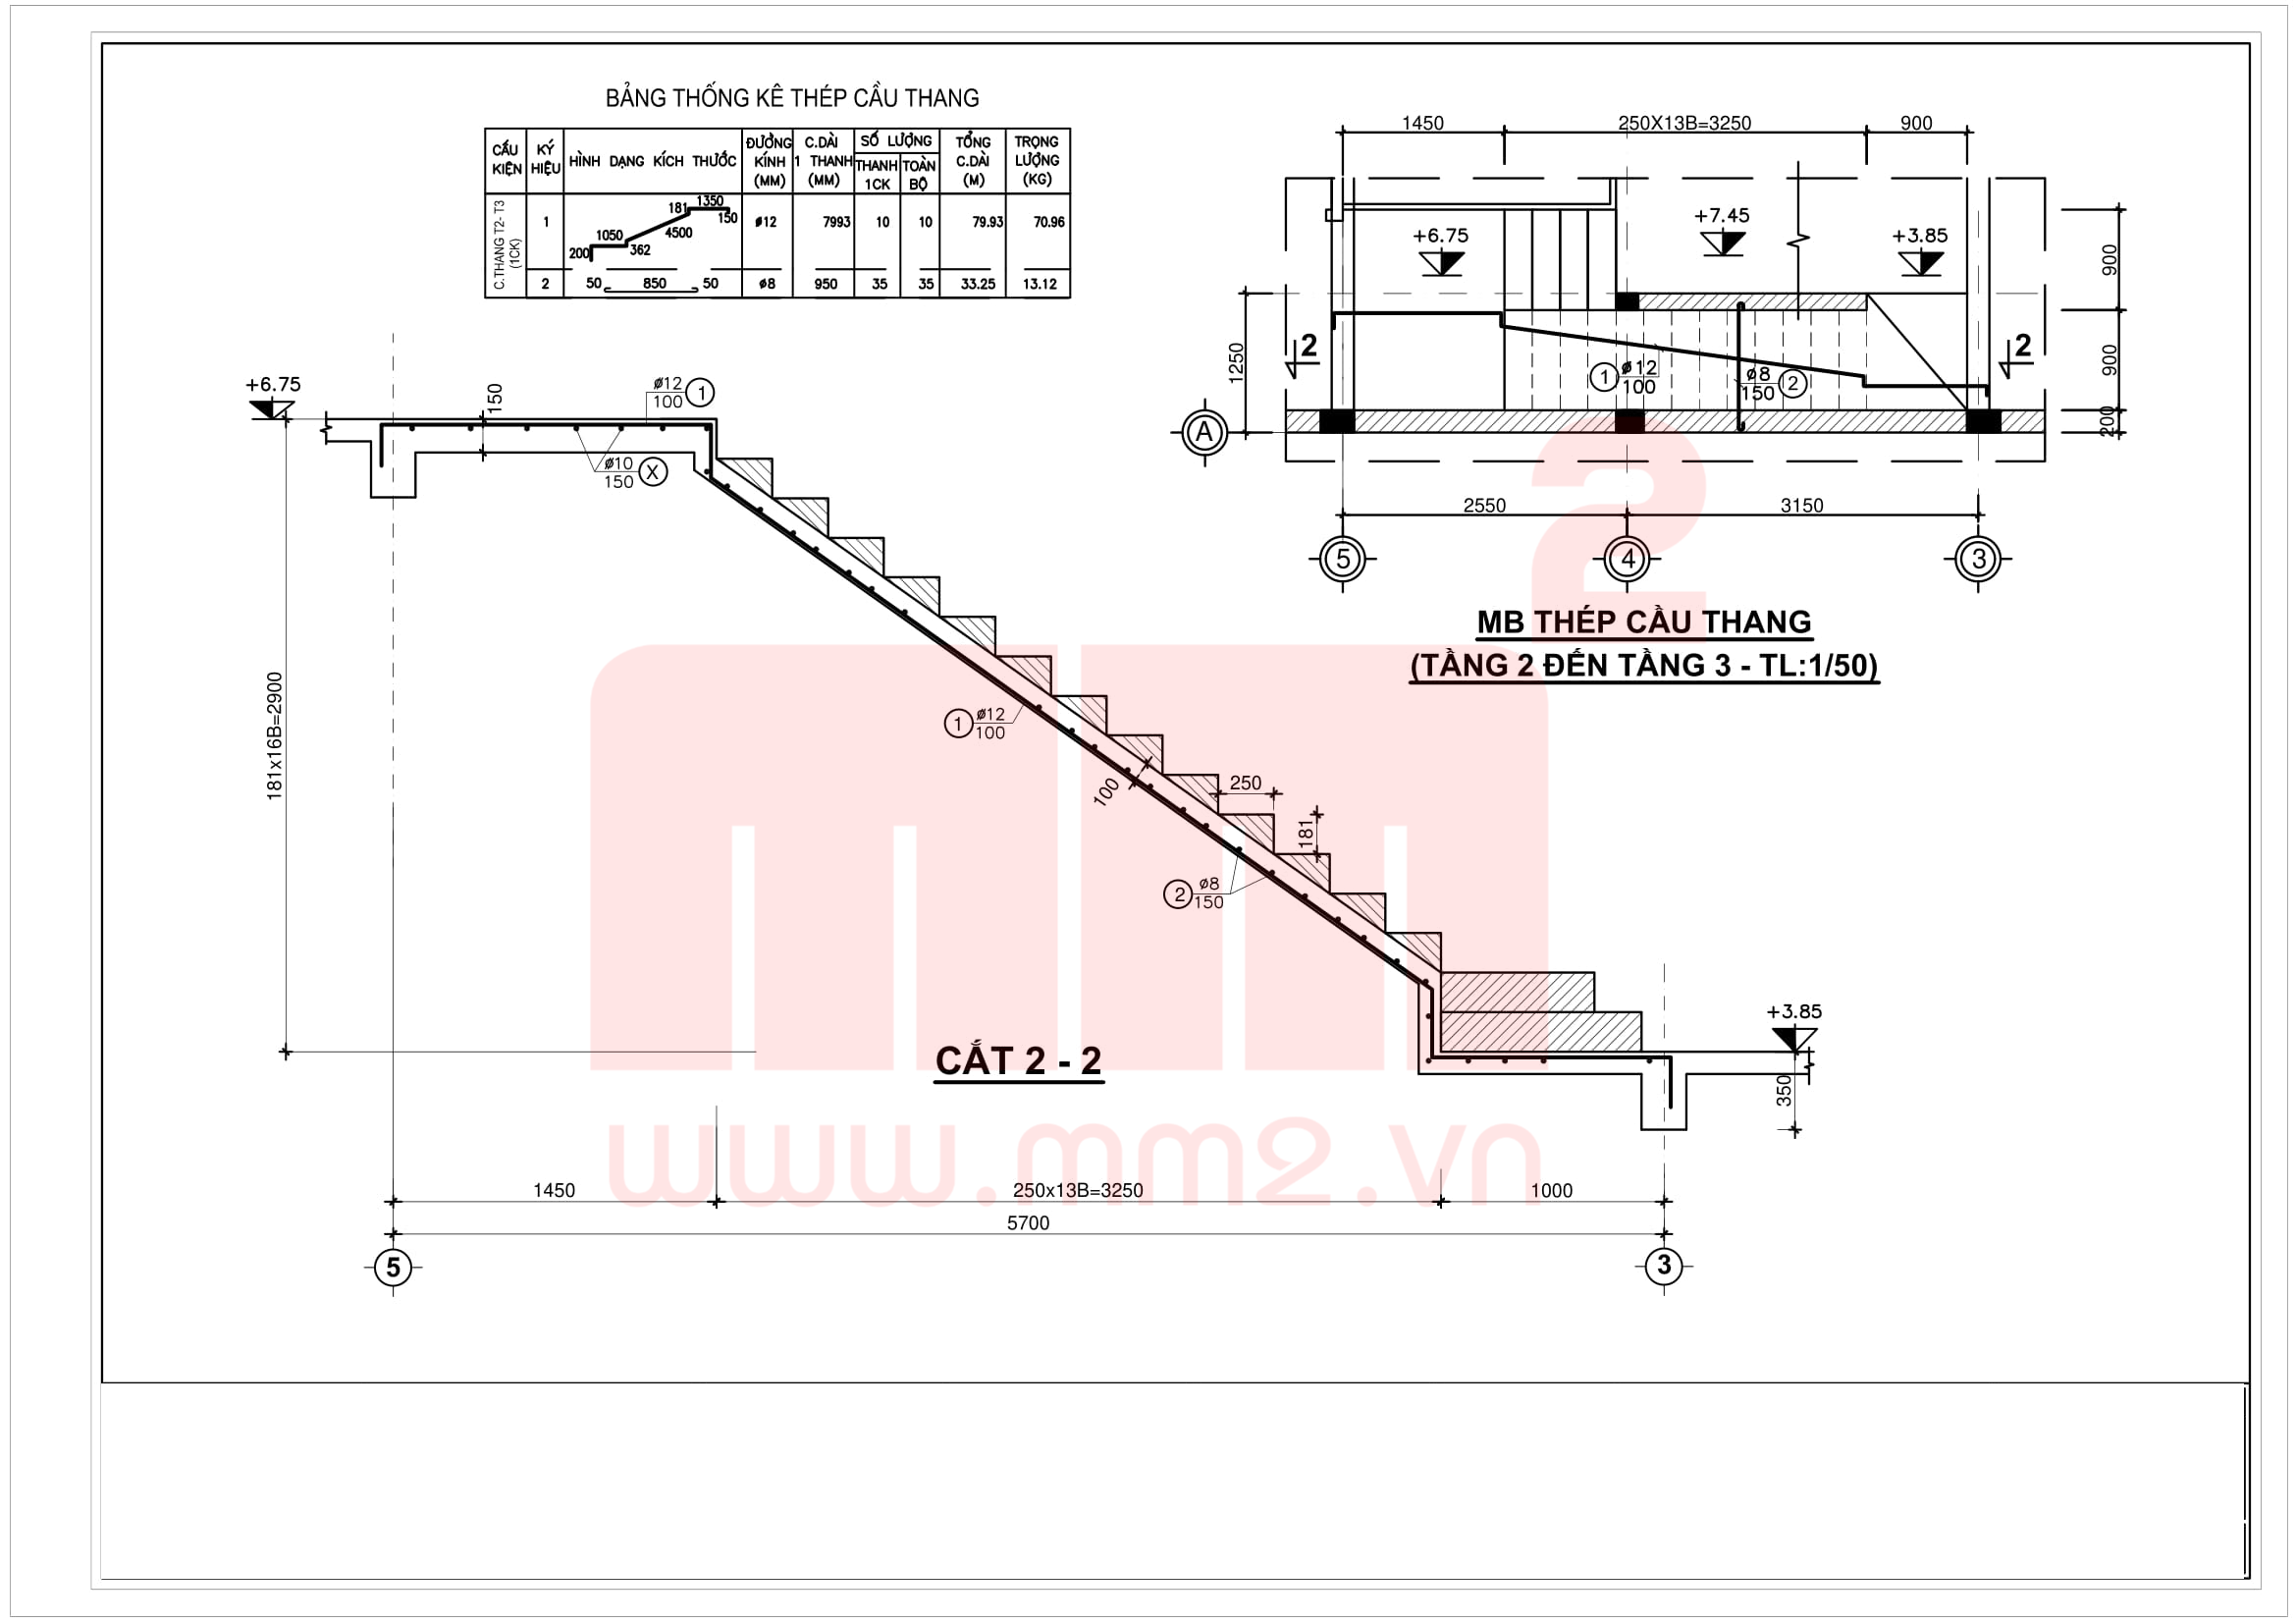 BẢNG THỐNG KÊ THÉP CẦU THANG
CẤU KIỆN
KÝ HIỆU
HÌNH DẠNG KÍCH THƯỚC
ĐƯỜNG KÍNH (MM)
C.DÀI 1 THANH (MM)
SỐ LƯỢNG
THANH 1CK
TOÀN BỘ
TỔNG C.DÀI (M)
TRỌNG LƯỢNG (KG)
C.THANG T2- T3 (1CK)
1
200
1050
362
4500
181
1350
150
ø12
7993
10
10
79.93
70.96
2
50
850
50
ø8
950
35
35
33.25
13.12
1450
250X13B=3250
900
+6.75
+7.45
+3.85
900
900
200
1250
2
2
1
ø12
100
ø8
150
2
A
2550
3150
5
4
3
MB THÉP CẦU THANG
(TẦNG 2 ĐẾN TẦNG 3 - TL:1/50)
+6.75
150
ø12
100
1
ø10
150
X
181x16B=2900
1
ø12
100
100
250
181
2
ø8
150
+3.85
350
CẮT 2 - 2
1450
250x13B=3250
1000
5700
5
3
mm2
www.mm2.vn